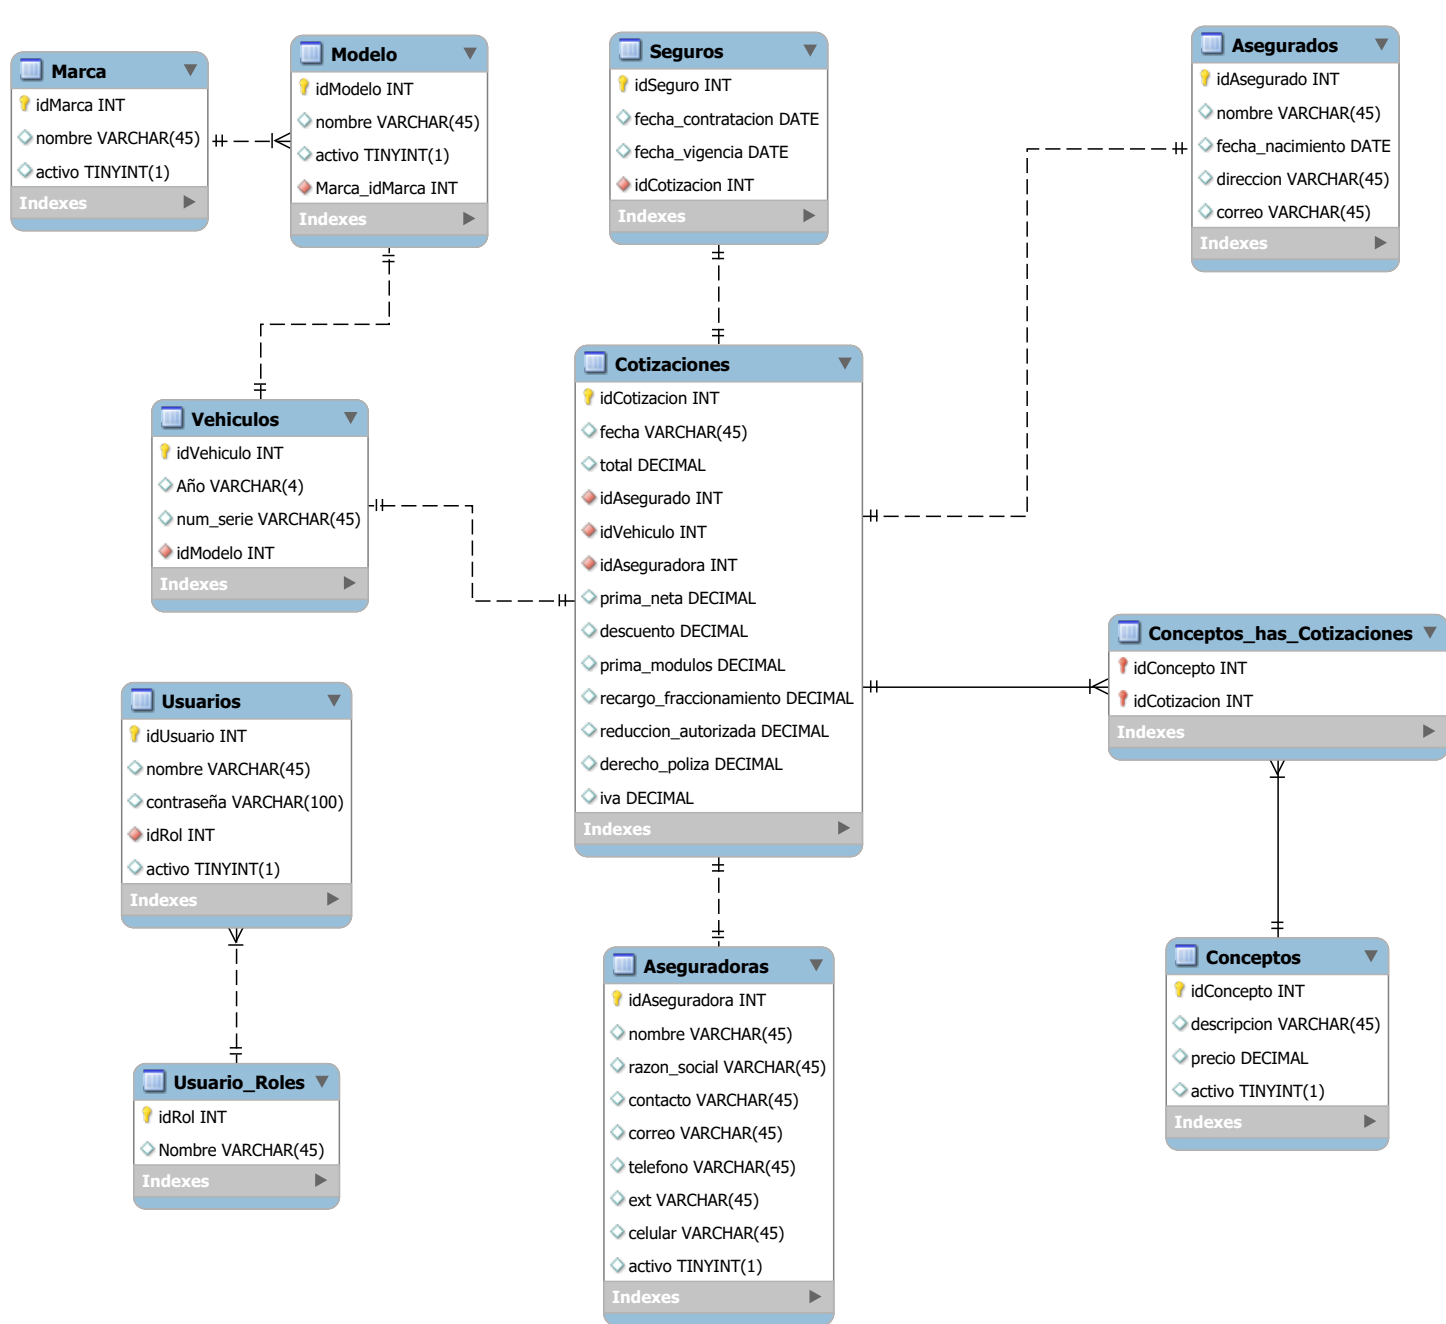 Marca
idMarca INT
nombre VARCHAR(45)
activo TINYINT(1)
Indexes
Modelo
idModelo INT
nombre VARCHAR(45)
activo TINYINT(1)
Marca_idMarca INT
Indexes
Seguros
idSeguro INT
fecha_contratacion DATE
fecha_vigencia DATE
idCotizacion INT
Indexes
Asegurados
idAsegurado INT
nombre VARCHAR(45)
fecha_nacimiento DATE
direccion VARCHAR(45)
correo VARCHAR(45)
Indexes
Vehiculos
idVehiculo INT
Año VARCHAR(4)
num_serie VARCHAR(45)
idModelo INT
Indexes
Cotizaciones
idCotizacion INT
fecha VARCHAR(45)
total DECIMAL
idAsegurado INT
idVehiculo INT
idAseguradora INT
prima_neta DECIMAL
descuento DECIMAL
prima_modulos DECIMAL
recargo_fraccionamiento DECIMAL
reduccion_autorizada DECIMAL
derecho_poliza DECIMAL
iva DECIMAL
Indexes
Conceptos_has_Cotizaciones
idConcepto INT
idCotizacion INT
Indexes
Usuarios
idUsuario INT
nombre VARCHAR(45)
contraseña VARCHAR(100)
idRol INT
activo TINYINT(1)
Indexes
Usuario_Roles
idRol INT
Nombre VARCHAR(45)
Indexes
Aseguradoras
idAseguradora INT
nombre VARCHAR(45)
razon_social VARCHAR(45)
contacto VARCHAR(45)
correo VARCHAR(45)
telefono VARCHAR(45)
ext VARCHAR(45)
celular VARCHAR(45)
activo TINYINT(1)
Indexes
Conceptos
idConcepto INT
descripcion VARCHAR(45)
precio DECIMAL
activo TINYINT(1)
Indexes